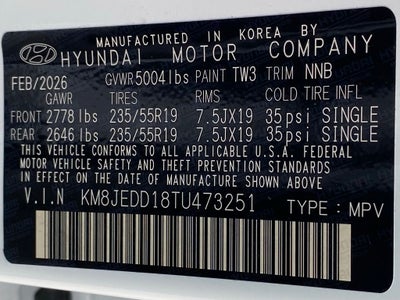 MANUFACTURED IN KOREA BY
HYUNDAI MOTOR COMPANY
FEB/2026 GVWR 5004 lbs PAINT TW3 TRIM NNB
GAWR TIRES RIMS COLD TIRE INFL
FRONT 2778 lbs 235/55R19 7.5JX19 35psi SINGLE
REAR 2646 lbs 235/55R19 7.5JX19 35psi SINGLE
THIS VEHICLE CONFORMS TO ALL APPLICABLE U.S.A. FEDERAL
MOTOR VEHICLE SAFETY AND THEFT PREVENTION STANDARDS
IN EFFECT ON THE DATE OF MANUFACTURE SHOWN ABOVE
V.I.N KM8JEDD18TU473251 TYPE : MPV